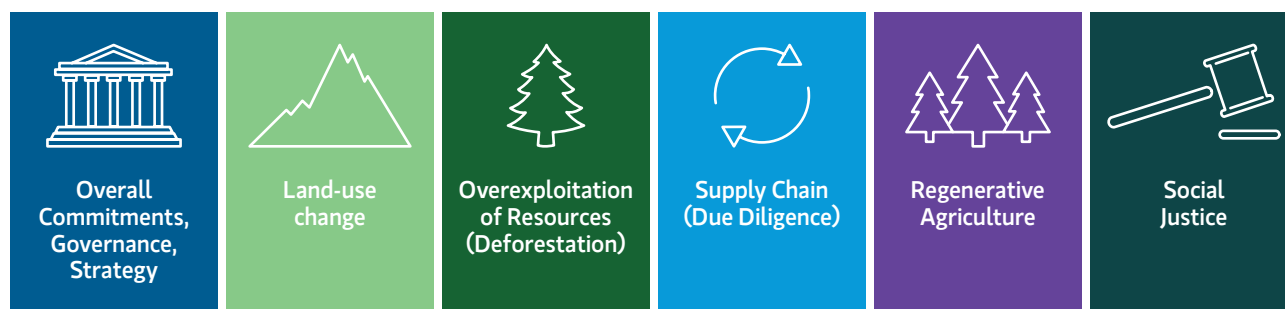 Overall
Commitments,
Governance,
Strategy
Land-use
change
Overexploitation
of Resources
(Deforestation)
Supply Chain
(Due Diligence)
Regenerative
Agriculture
Social
Justice